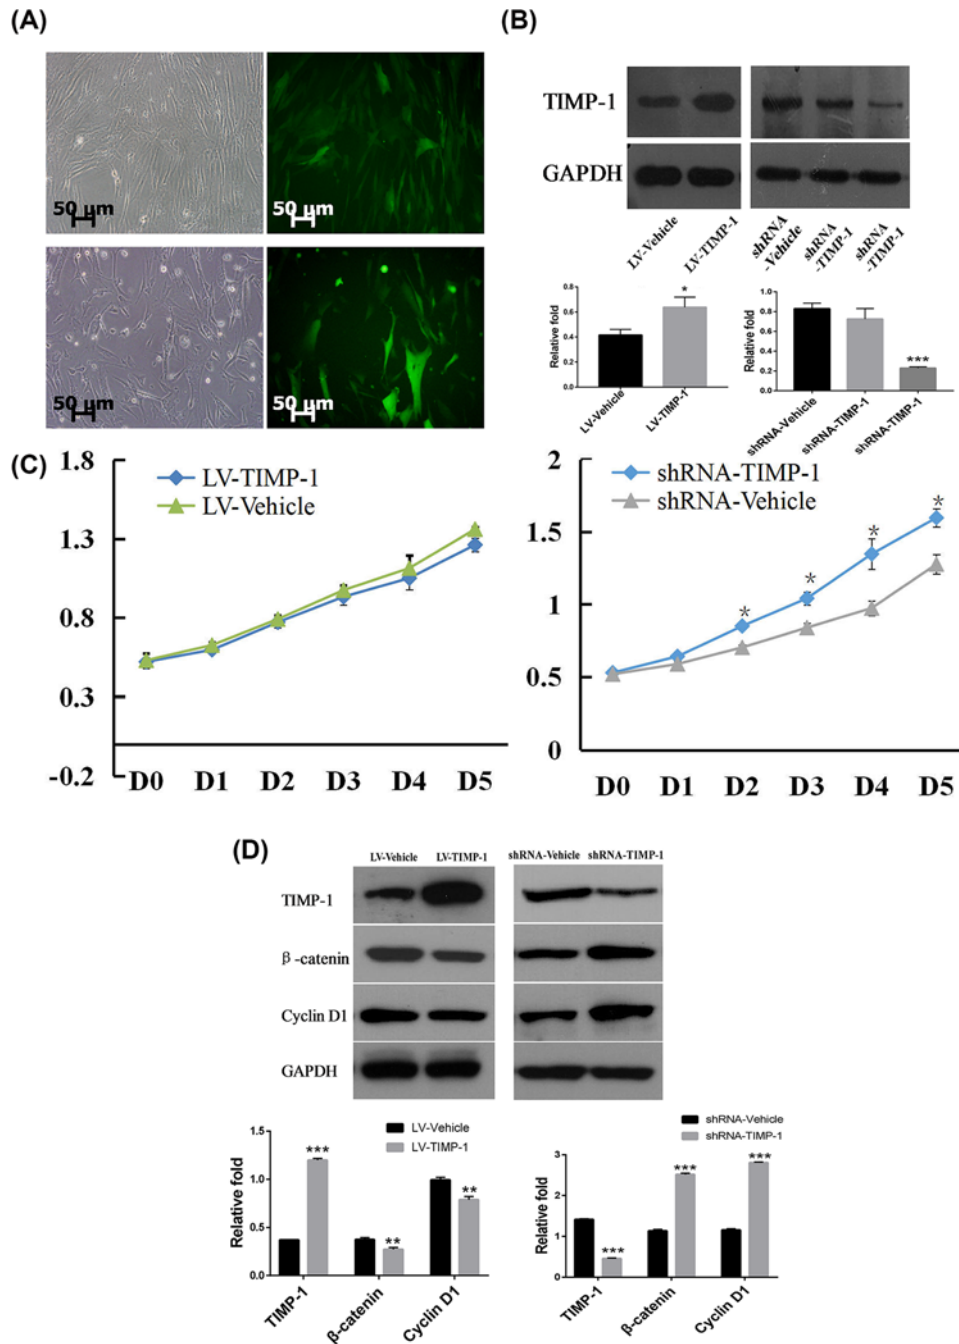 (A)
50 μm
50 μm
50 μm
50 μm
(B)
TIMP-1
GAPDH
LV-Vehicle
LV-TIMP-1
shRNA
-Vehicle
shRNA
-TIMP-1
shRNA
-TIMP-1
Relative fold
0.8
0.6
0.4
0.2
0.0
*
LV-Vehicle
LV-TIMP-1
Relative fold
1.0
0.8
0.6
0.4
0.2
0
***
shRNA-Vehicle
shRNA-TIMP-1
shRNA-TIMP-1
(C)
1.8
1.3
0.8
0.3
-0.2
LV-TIMP-1
LV-Vehicle
D0 D1 D2 D3 D4 D5
2
1.5
1
0.5
0
shRNA-TIMP-1
shRNA-Vehicle
* * * *
D0 D1 D2 D3 D4 D5
(D)
LV-Vehicle LV-TIMP-1 shRNA-Vehicle shRNA-TIMP-1
TIMP-1
β-catenin
Cyclin D1
GAPDH
Relative fold
1.5
1.0
0.5
0.0
LV-Vehicle
LV-TIMP-1
*** ** **
TIMP-1
β-catenin
Cyclin D1
Relative fold
3
2
1
0
shRNA-Vehicle
shRNA-TIMP-1
*** *** ***
TIMP-1
β-catenin
Cyclin D1